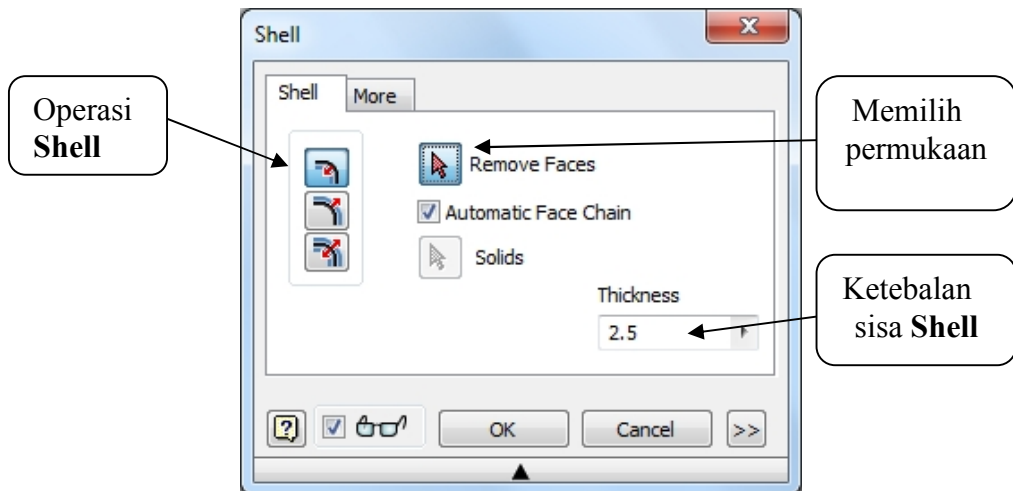 Shell
Shell
More
Operasi
Shell
Remove Faces
Automatic Face Chain
Solids
Thickness
2.5
Memilih
permukaan
Ketebalan
sisa Shell
?
OK
Cancel
>>